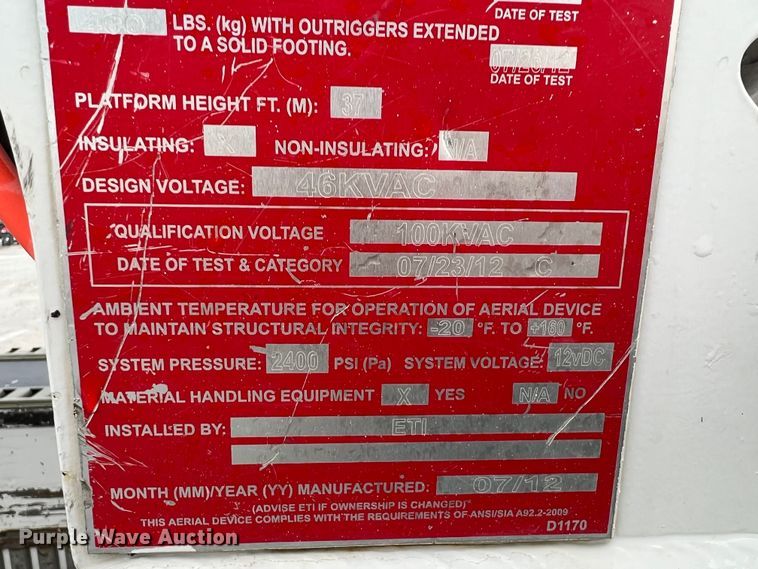 LBS. (kg) WITH OUTRIGGERS EXTENDED
TO A SOLID FOOTING.
DATE OF TEST
DATE OF TEST
PLATFORM HEIGHT FT. (M): 37
INSULATING: X NON-INSULATING: N/A
DESIGN VOLTAGE: 46KVAC
QUALIFICATION VOLTAGE 100KVAC
DATE OF TEST & CATEGORY 07/23/12 C
AMBIENT TEMPERATURE FOR OPERATION OF AERIAL DEVICE
TO MAINTAIN STRUCTURAL INTEGRITY: -20 °F. TO +160 °F.
SYSTEM PRESSURE: 2400 PSI (Pa) SYSTEM VOLTAGE: 12vDC
MATERIAL HANDLING EQUIPMENT X YES N/A NO
INSTALLED BY: ETI
MONTH (MM)/YEAR (YY) MANUFACTURED: 07/12
(ADVISE ETI IF OWNERSHIP IS CHANGED)
THIS AERIAL DEVICE COMPLIES WITH THE REQUIREMENTS OF ANSI/SIA A92.2-2009
D1170
Purple Wave Auction